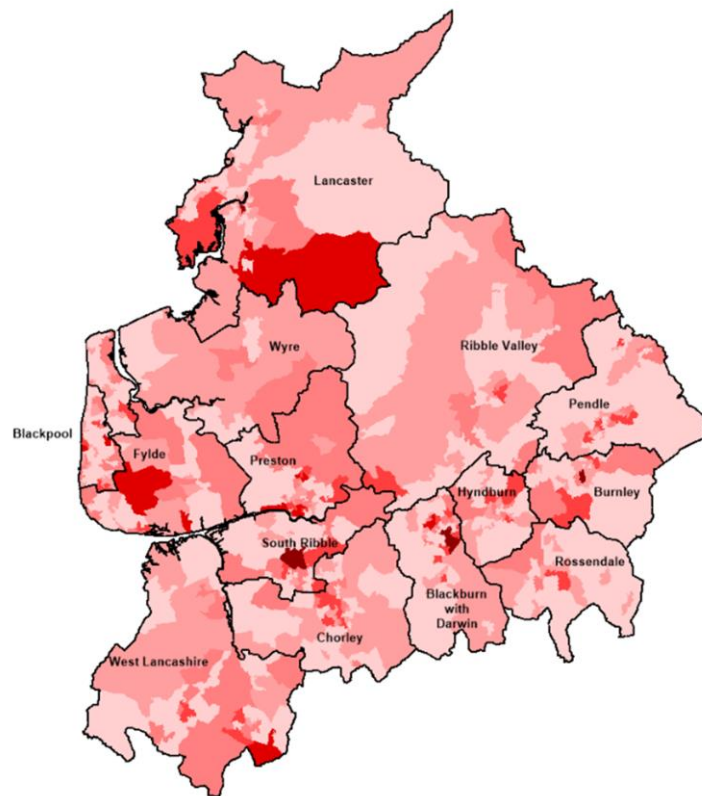 Lancaster
Wyre
Ribble Valley
Pendle
Blackpool
Fylde
Preston
Hyndburn
Burnley
South Ribble
Rossendale
Blackburn
with
Darwin
Chorley
West Lancashire